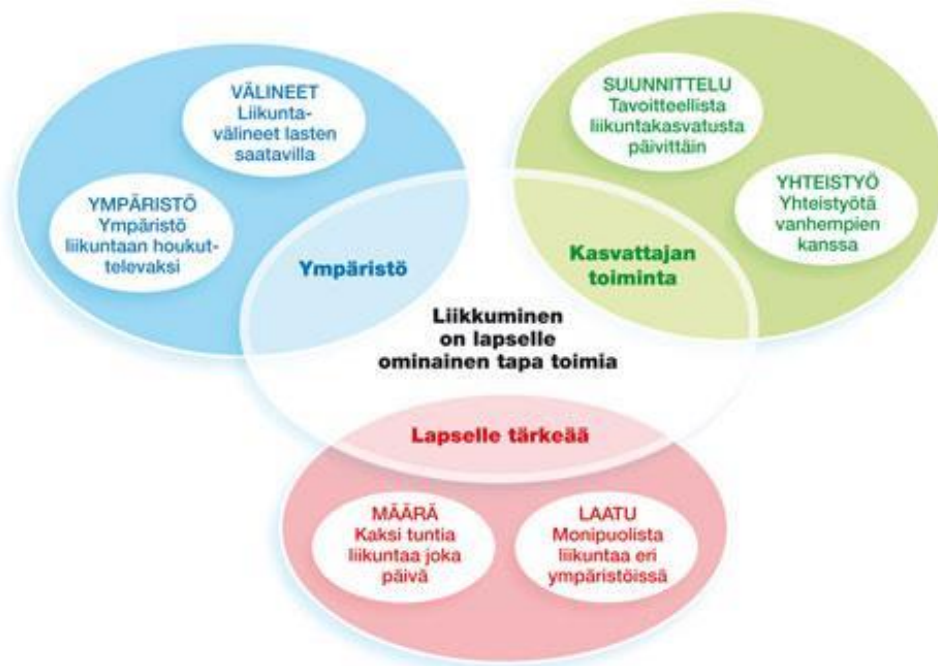 VÄLINEET
Liikunta-
välineet lasten
saatavilla
YMPÄRISTÖ
Ympäristö
liikuntaan houkut-
televaksi
Ympäristö
SUUNNITTELU
Tavoitteellista
liikuntakasvatusta
päivittäin
YHTEISTYÖ
Yhteistyötä
vanhempien
kanssa
Kasvattajan
toiminta
Liikkuminen
on lapselle
ominainen tapa toimia
Lapselle tärkeää
MÄÄRÄ
Kaksi tuntia
liikuntaa joka
päivä
LAATU
Monipuolista
liikuntaa eri
ympäristöissä